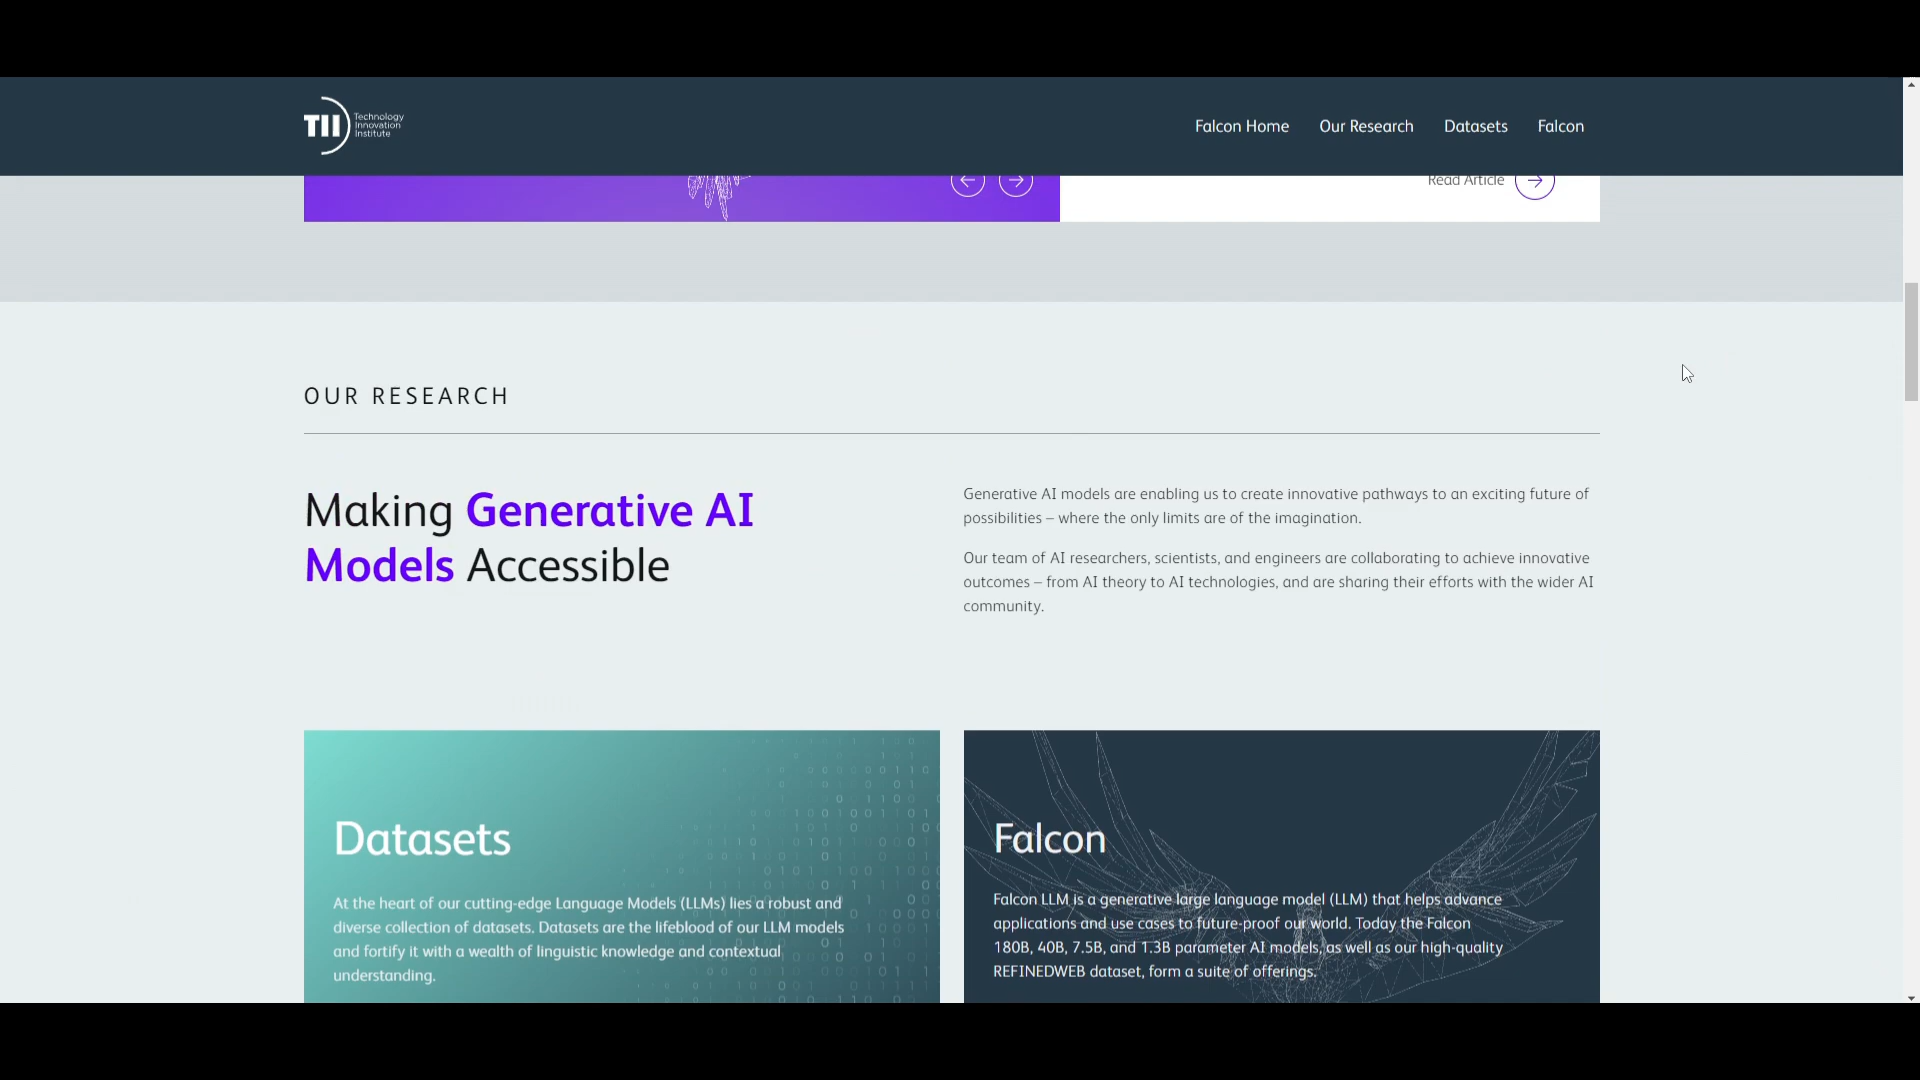 TII Technology
Innovation
Institute
Falcon Home Our Research Datasets Falcon
Read Article
OUR RESEARCH
Making Generative AI
Models Accessible
Generative AI models are enabling us to create innovative pathways to an exciting future of
possibilities – where the only limits are of the imagination.
Our team of AI researchers, scientists, and engineers are collaborating to achieve innovative
outcomes – from AI theory to AI technologies, and are sharing their efforts with the wider AI
community.
Datasets
At the heart of our cutting-edge Language Models (LLMs) lies a robust and
diverse collection of datasets. Datasets are the lifeblood of our LLM models
and fortify it with a wealth of linguistic knowledge and contextual
understanding.
Falcon
Falcon LLM is a generative large language model (LLM) that helps advance
applications and use cases to future-proof our world. Today the Falcon
180B, 40B, 7.5B, and 1.3B parameter AI models, as well as our high-quality
REFINEDWEB dataset, form a suite of offerings.